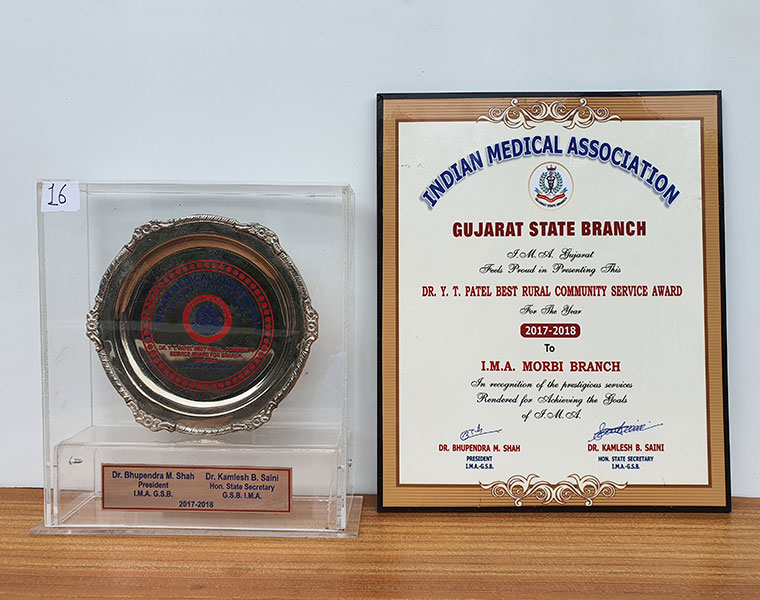 16
DR. Y. T. PATEL BEST RURAL COMMUNITY
SERVICE AWARD FOR BRANCH
Dr. Bhupendra M. Shah
President
I.M.A. G.S.B.
Dr. Kamlesh B. Saini
Hon. State Secretary
G.S.B. I.M.A.
2017-2018
INDIAN MEDICAL ASSOCIATION
GUJARAT STATE BRANCH
I.M.A. Gujarat
Feels Proud in Presenting This
DR. Y. T. PATEL BEST RURAL COMMUNITY SERVICE AWARD
For The Year
2017-2018
To
I.M.A. MORBI BRANCH
In recognition of the prestigious services
Rendered for Achieving the Goals
of I.M.A.
DR. BHUPENDRA M. SHAH
PRESIDENT
I.M.A.-G.S.B.
DR. KAMLESH B. SAINI
HON. STATE SECRETARY
I.M.A.-G.S.B.